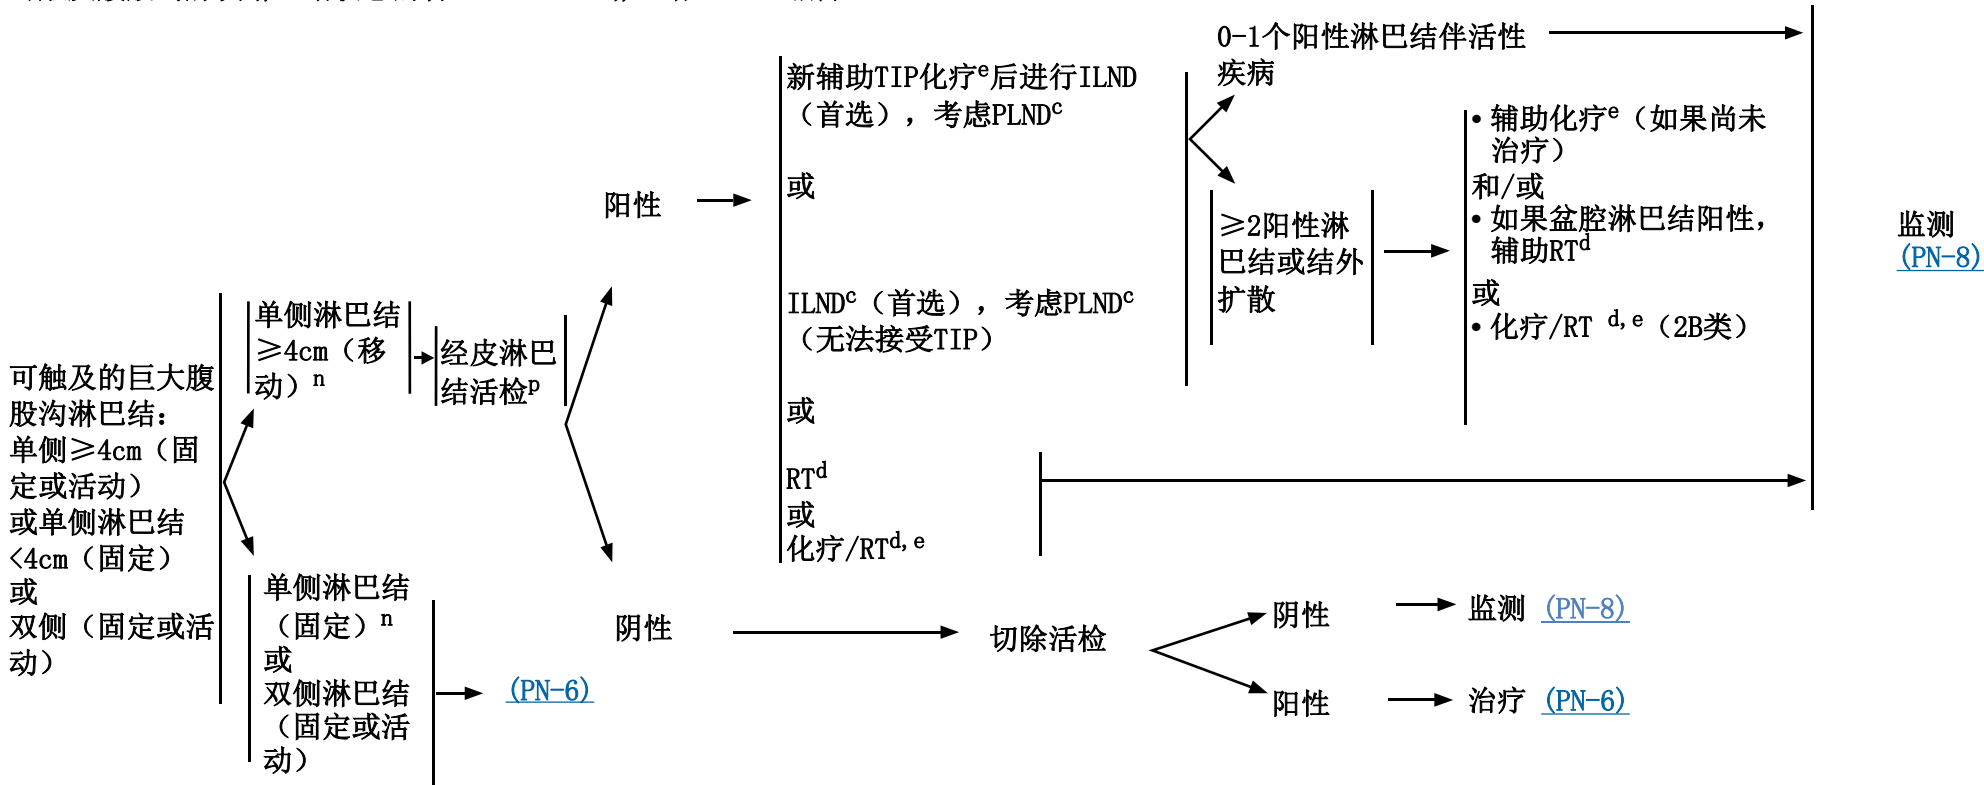 可触及的巨大腹
股沟淋巴结：
单侧≥4cm（固
定或活动）
或单侧淋巴结
<4cm（固定）
或
双侧（固定或活
动）
单侧淋巴结
≥4cm（移
动）n
单侧淋巴结
（固定）n
或
双侧淋巴结
（固定或活
动）
经皮淋巴
结活检p
(PN-6)
阳性
阴性
新辅助TIP化疗e后进行ILND
（首选），考虑PLNDc
或
ILNDc（首选），考虑PLNDc
（无法接受TIP）
或
RTd
或
化疗/RTd,e
0-1个阳性淋巴结伴活性
疾病
≥2阳性淋
巴结或结外
扩散
• 辅助化疗e（如果尚未
治疗）
和/或
• 如果盆腔淋巴结阳性，
辅助RTd
或
• 化疗/RT d,e（2B类）
监测
(PN-8)
切除活检
阴性
监测 (PN-8)
阳性
治疗 (PN-6)